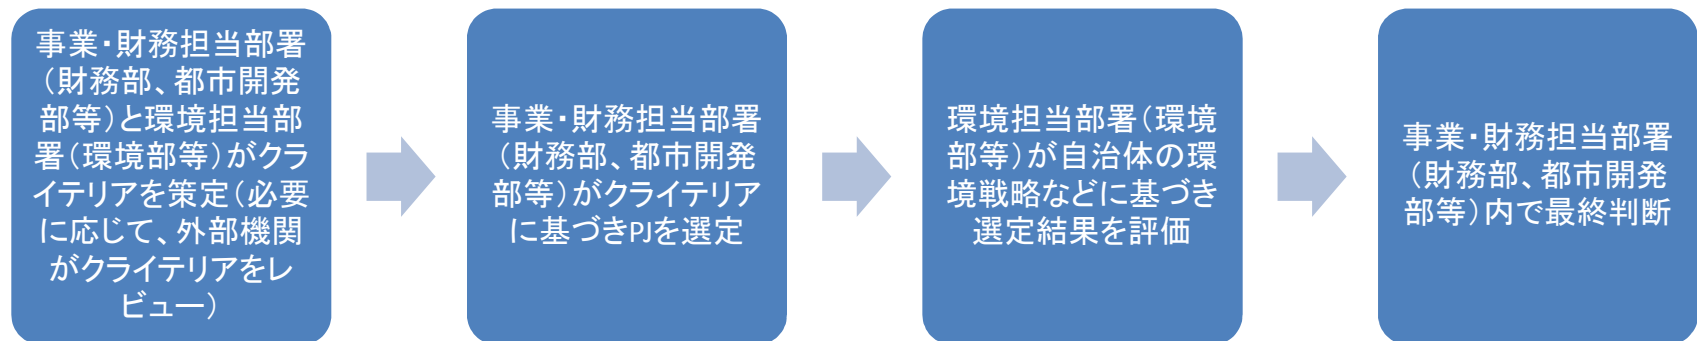 事業・財務担当部署
（財務部、都市開発
部等）と環境担当部
署（環境部等）がクラ
イテリアを策定（必要
に応じて、外部機関
がクライテリアをレ
ビュー）
事業・財務担当部署
（財務部、都市開発
部等）がクライテリア
に基づきPJを選定
環境担当部署（環境
部等）が自治体の環
境戦略などに基づき
選定結果を評価
事業・財務担当部署
（財務部、都市開発
部等）内で最終判断